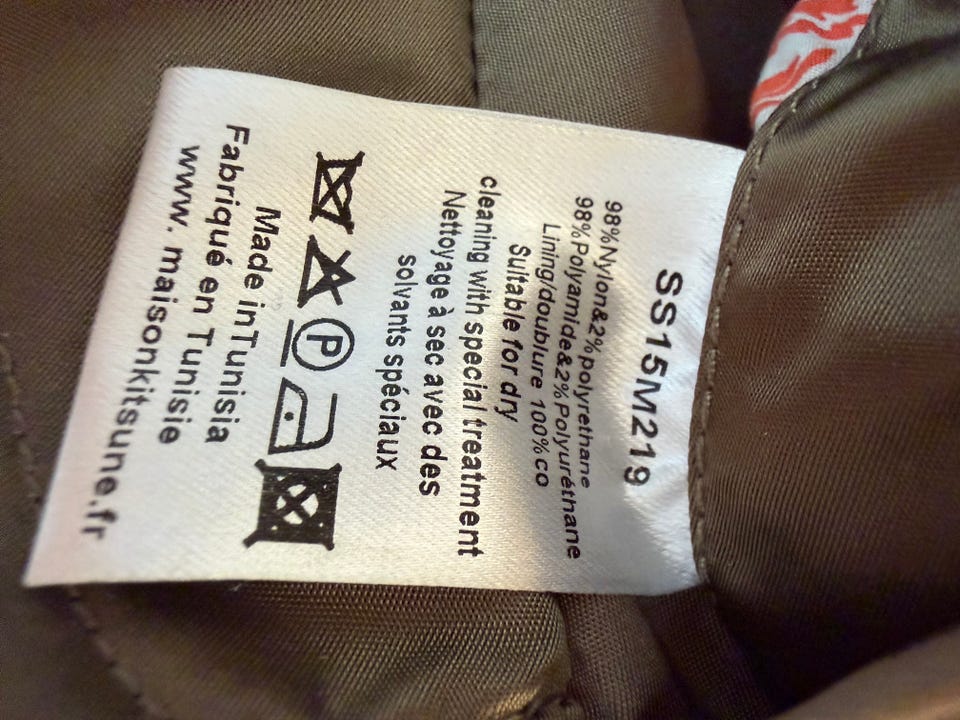 SS15M219
98%Nylon&2%polyrethane
98%Polyamide&2%Polyuréthane
Lining/doublure 100%co
Suitable for dry
cleaning with special treatment
Nettoyage à sec avec des
solvants spéciaux
P
Made inTunisia
Fabriqué en Tunisie
www. maisonkitsune.fr